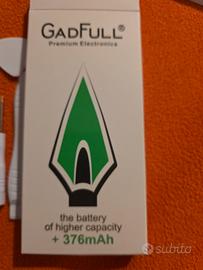 GADFULL®
Premium Electronics
the battery
of higher capacity
+ 376mAh
subito